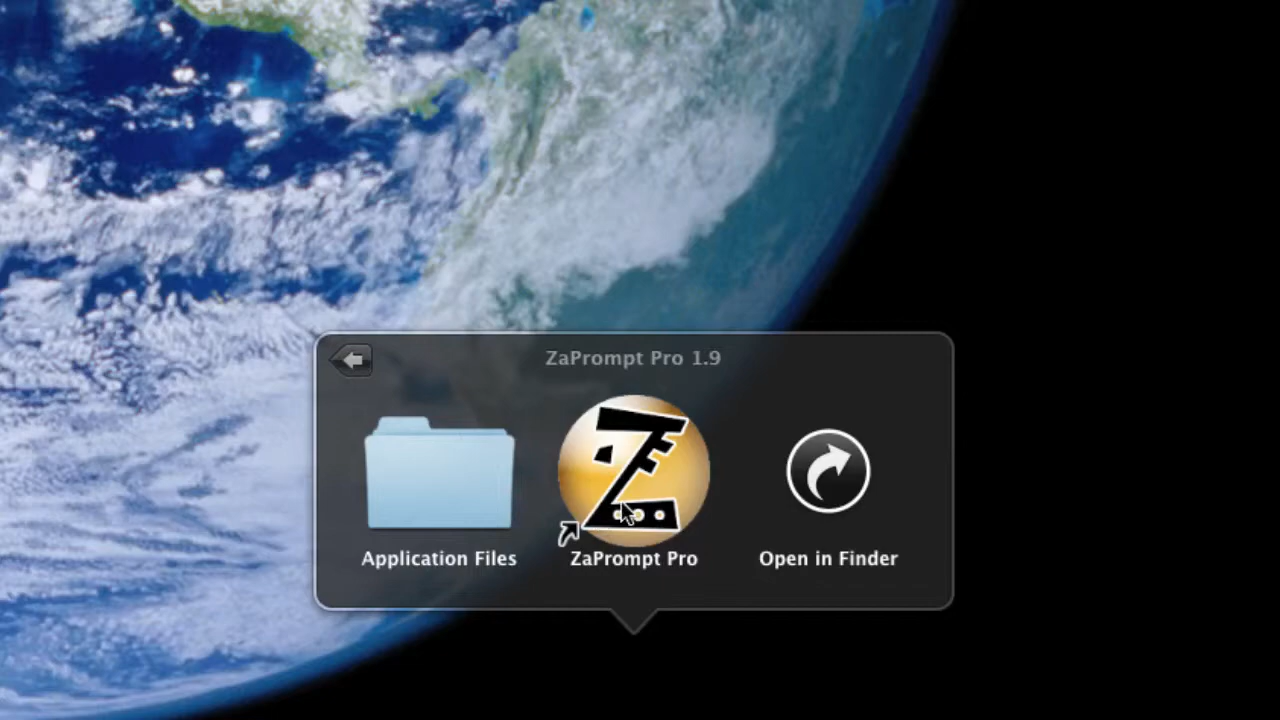 ZaPrompt Pro 1.9
Z
Application Files
ZaPrompt Pro
Open in Finder